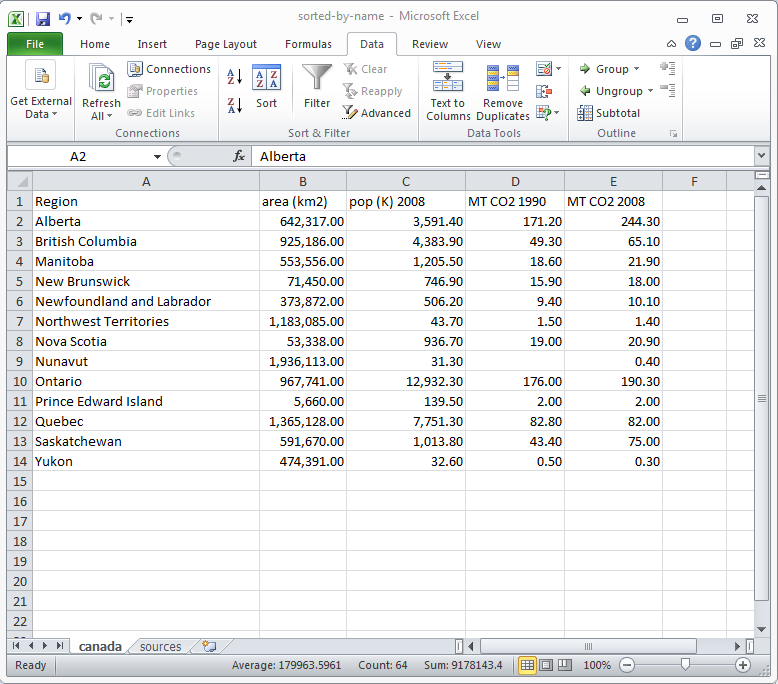 sorted-by-name - Microsoft Excel
File Home Insert Page Layout Formulas Data Review View
Get External Data
Refresh All
Connections
Properties
Edit Links
Connections
Sort
Filter
Clear
Reapply
Advanced
Sort & Filter
Text to Columns
Remove Duplicates
Data Tools
Group
Ungroup
Subtotal
Outline
A2 fx Alberta
A B C D E F
1 Region area (km2) pop (K) 2008 MT CO2 1990 MT CO2 2008
2 Alberta 642,317.00 3,591.40 171.20 244.30
3 British Columbia 925,186.00 4,383.90 49.30 65.10
4 Manitoba 553,556.00 1,205.50 18.60 21.90
5 New Brunswick 71,450.00 746.90 15.90 18.00
6 Newfoundland and Labrador 373,872.00 506.20 9.40 10.10
7 Northwest Territories 1,183,085.00 43.70 1.50 1.40
8 Nova Scotia 53,338.00 936.70 19.00 20.90
9 Nunavut 1,936,113.00 31.30 0.40
10 Ontario 967,741.00 12,932.30 176.00 190.30
11 Prince Edward Island 5,660.00 139.50 2.00 2.00
12 Quebec 1,365,128.00 7,751.30 82.80 82.00
13 Saskatchewan 591,670.00 1,013.80 43.40 75.00
14 Yukon 474,391.00 32.60 0.50 0.30
15
16
17
18
19
20
21
22
canada sources
Ready Average: 179963.5961 Count: 64 Sum: 9178143.4 100%